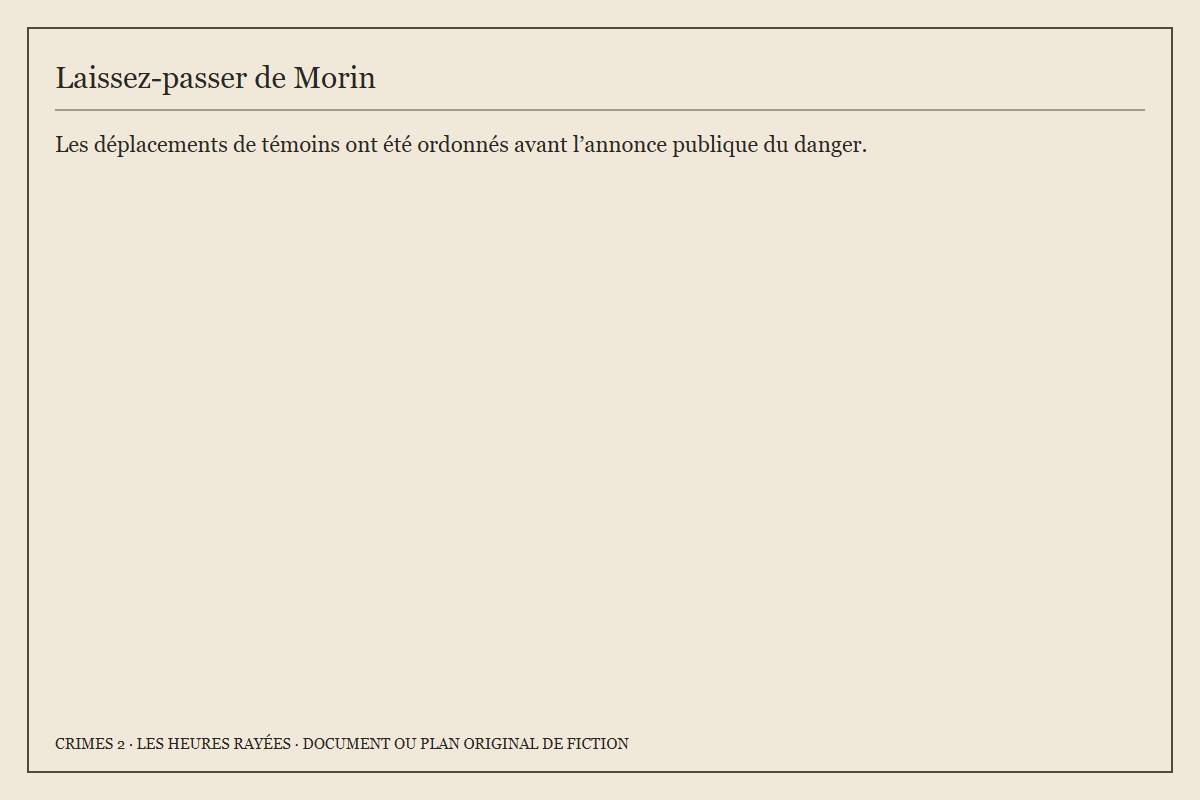 Laissez-passer de Morin
Les déplacements de témoins ont été ordonnés avant l’annonce publique du danger.
CRIMES 2 · LES HEURES RAYÉES · DOCUMENT OU PLAN ORIGINAL DE FICTION